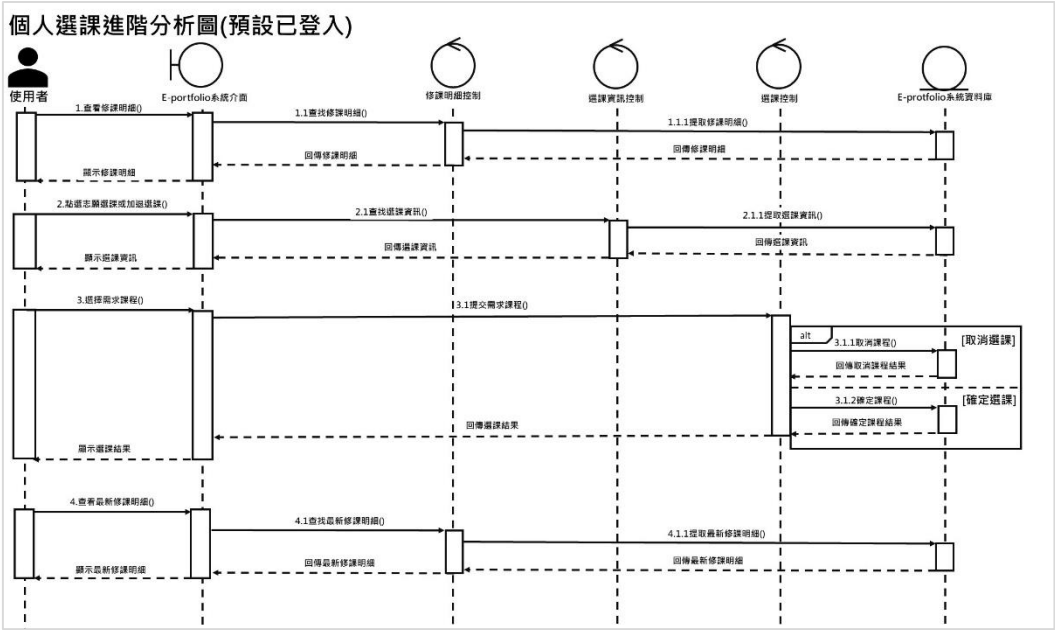 個人選課進階分析圖(預設已登入)
使用者
E-portfolio系統介面
修課明細控制
選課資訊控制
選課控制
E-protfolio系統資料庫
1.查看修課明細()
1.1查找修課明細()
1.1.1提取修課明細()
回傳修課明細
回傳修課明細
顯示修課明細
2.點選志願選課或加退選課()
2.1查找選課資訊()
2.1.1提取選課資訊()
回傳選課資訊
回傳選課資訊
顯示選課資訊
3.選擇需求課程()
3.1提交需求課程()
alt
[取消選課]
3.1.1取消課程()
回傳取消課程結果
[確定選課]
3.1.2確定課程()
回傳確定課程結果
回傳選課結果
顯示選課結果
4.查看最新修課明細()
4.1查找最新修課明細()
4.1.1提取最新修課明細()
回傳最新修課明細
回傳最新修課明細
顯示最新修課明細